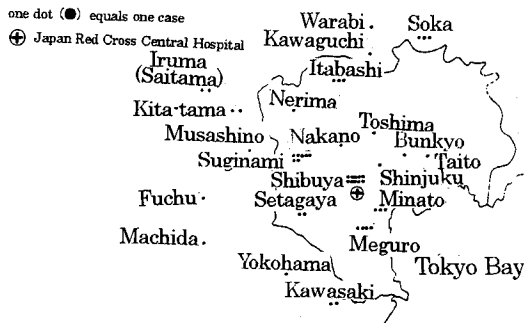 one dot (●) equals one case
Japan Red Cross Central Hospital
Warabi
Soka
Kawaguchi
Iruma
(Saitama)
Itabashi
Kita-tama
Nerima
Musashino
Nakano
Toshima
Bunkyo
Suginami
Taito
Shibuya
Shinjuku
Fuchu
Setagaya
Minato
Machida
Meguro
Yokohama
Tokyo Bay
Kawasaki